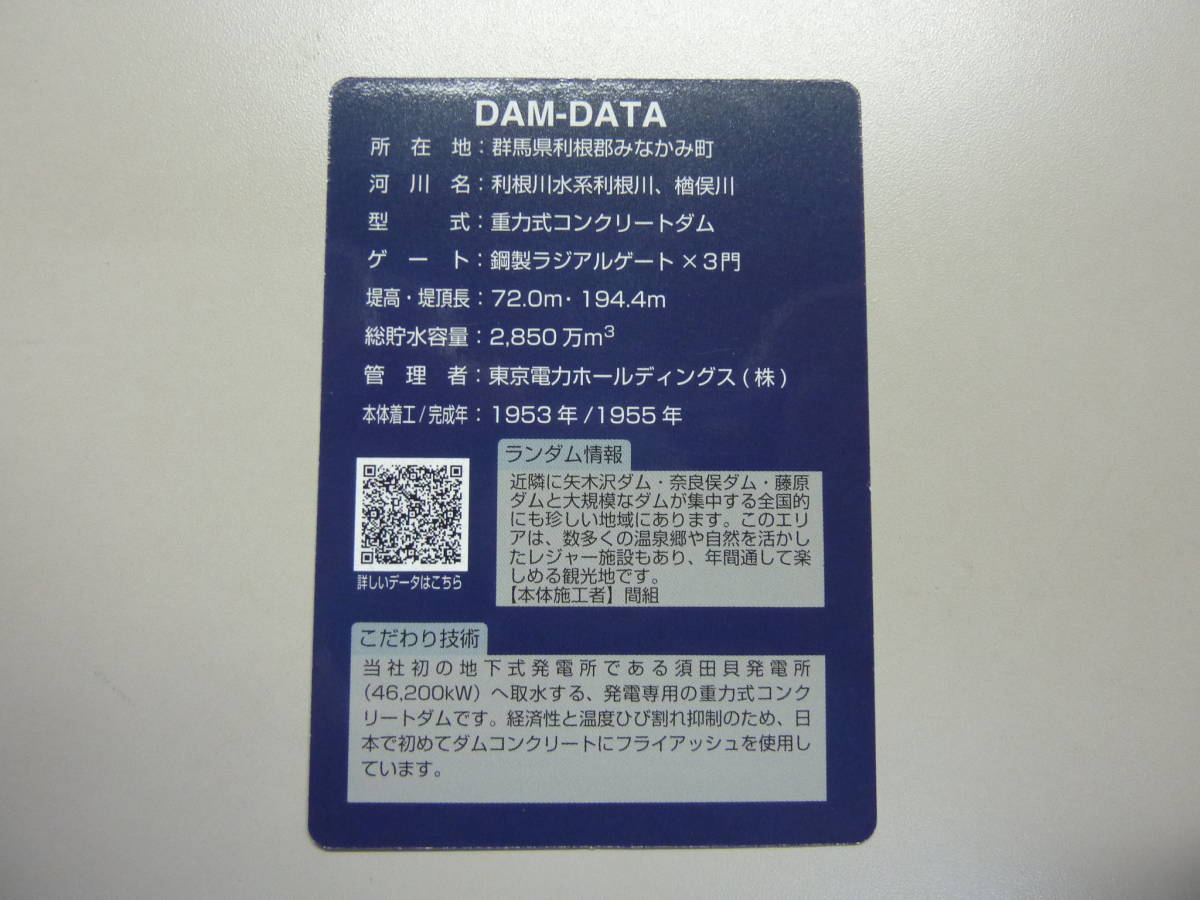 DAM-DATA
所在地：群馬県利根郡みなかみ町
河川名：利根川水系利根川、楢俣川
型式：重力式コンクリートダム
ゲート：鋼製ラジアルゲート×3門
堤高・堤頂長：72.0m・194.4m
総貯水容量：2,850万m³
管理者：東京電力ホールディングス(株)
本体着工/完成年：1953年/1955年
ランダム情報
近隣に矢木沢ダム・奈良俣ダム・藤原
ダムと大規模なダムが集中する全国的
にも珍しい地域にあります。このエリ
アは、数多くの温泉郷や自然を活かし
たレジャー施設もあり、年間通して楽
しめる観光地です。
【本体施工者】間組
詳しいデータはこちら
こだわり技術
当社初の地下式発電所である須田貝発電所
(46,200kW)へ取水する、発電専用の重力式コンク
リートダムです。経済性と温度ひび割れ抑制のため、日
本で初めてダムコンクリートにフライアッシュを使用し
ています。